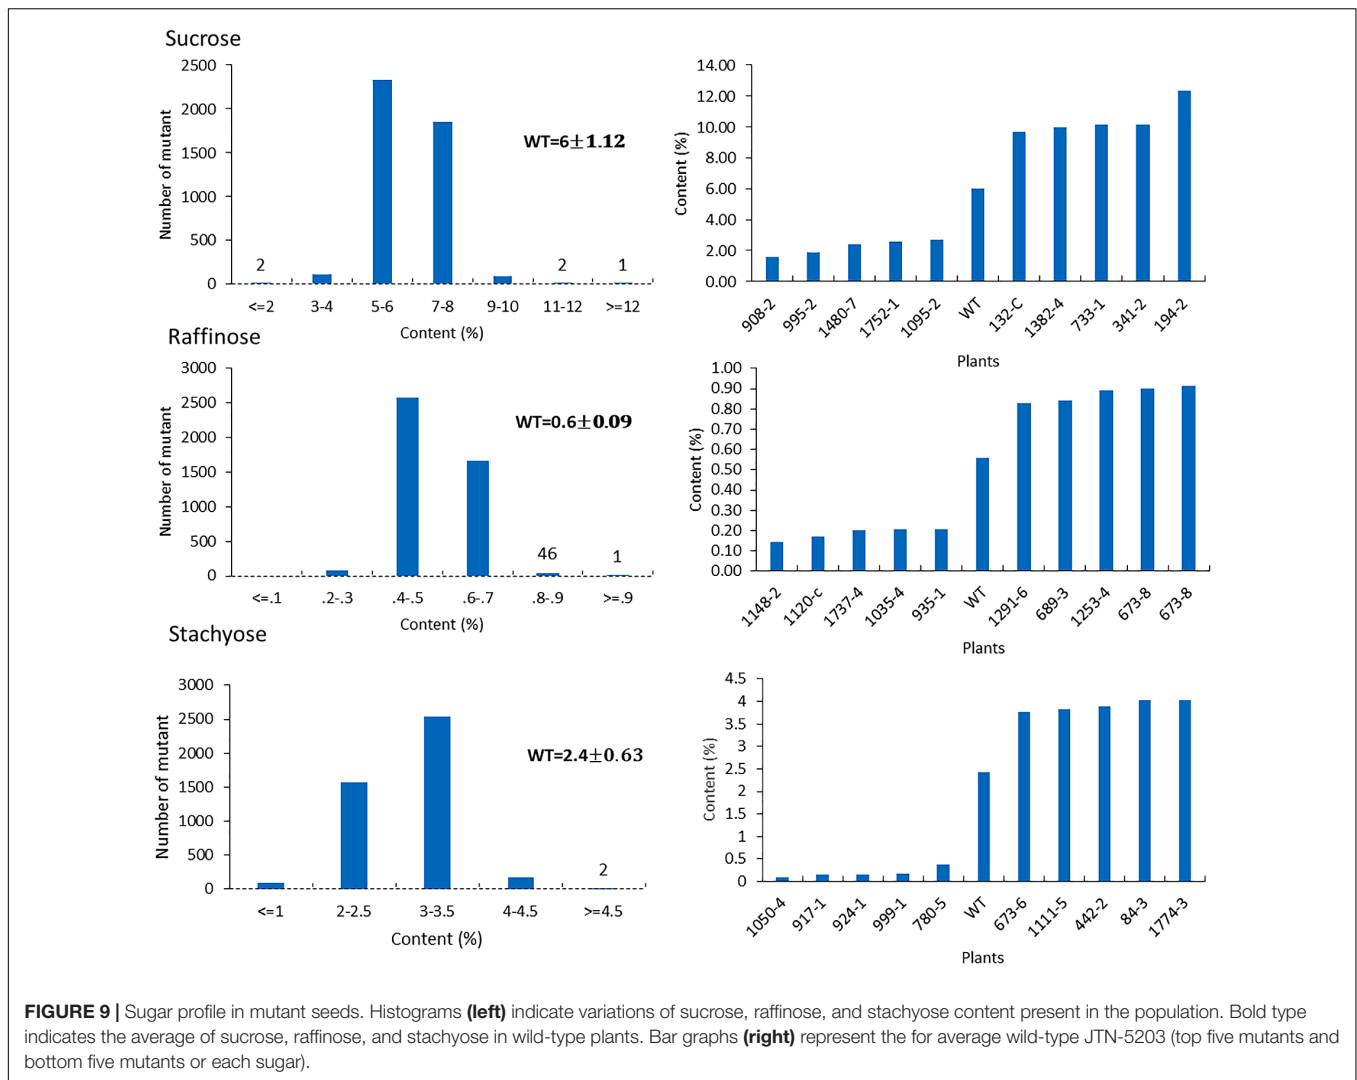 Sucrose
2500
2000
1500
1000
500
0
Number of mutant
2
2
1
WT=6±1.12
<=2 3-4 5-6 7-8 9-10 11-12 >=12
Content (%)
14.00
12.00
10.00
8.00
6.00
4.00
2.00
0.00
Content (%)
908-2 995-2 1480-7 1752-1 1095-2 WT 132-C 1382-4 733-1 341-2 194-2
Plants
Raffinose
3000
2500
2000
1500
1000
500
0
Number of mutant
46
1
WT=0.6±0.09
<=.1 .2-.3 .4-.5 .6-.7 .8-.9 >=.9
Content (%)
1.00
0.90
0.80
0.70
0.60
0.50
0.40
0.30
0.20
0.10
0.00
Content (%)
1148-2 1120-c 1737-4 1035-4 935-1 WT 1291-6 689-3 1253-4 673-8 673-8
Plants
Stachyose
3000
2500
2000
1500
1000
500
0
Number of mutant
2
WT=2.4±0.63
<=1 2-2.5 3-3.5 4-4.5 >=4.5
Content (%)
4.5
4
3.5
3
2.5
2
1.5
1
0.5
0
Content (%)
1050-4 917-1 924-1 999-1 780-5 WT 673-6 1111-5 442-2 84-3 1774-3
Plants
FIGURE 9 | Sugar profile in mutant seeds. Histograms (left) indicate variations of sucrose, raffinose, and stachyose content present in the population. Bold type
indicates the average of sucrose, raffinose, and stachyose in wild-type plants. Bar graphs (right) represent the for average wild-type JTN-5203 (top five mutants and
bottom five mutants or each sugar).